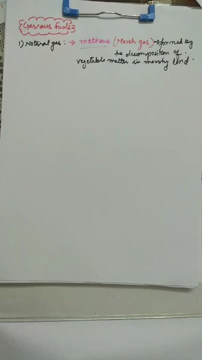 Gaseous Fuels
1) Natural gas: → methane (Marsh gas) → formed by
the decomposition of
vegetable matter in marshy land.